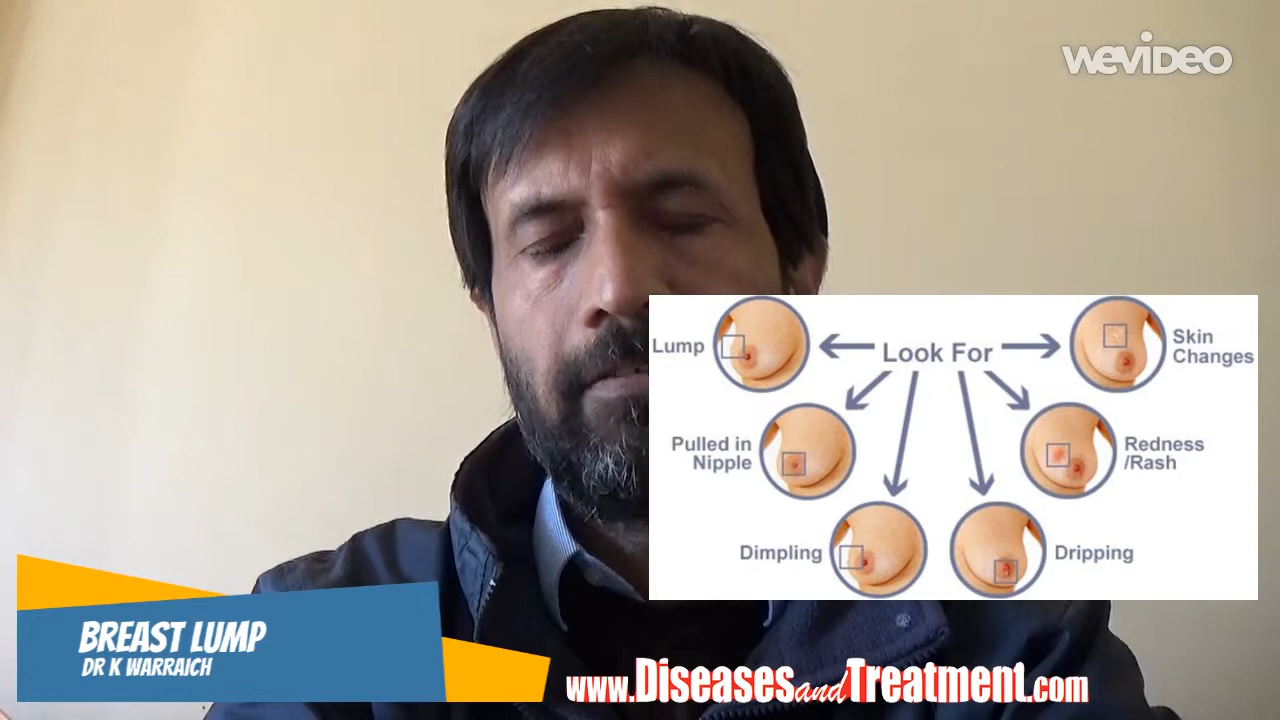 wevideo
Look For
Lump
Skin
Changes
Pulled in
Nipple
Redness
/Rash
Dimpling
Dripping
BREAST LUMP
DR K WARRAICH
www.DiseasesandTreatment.com